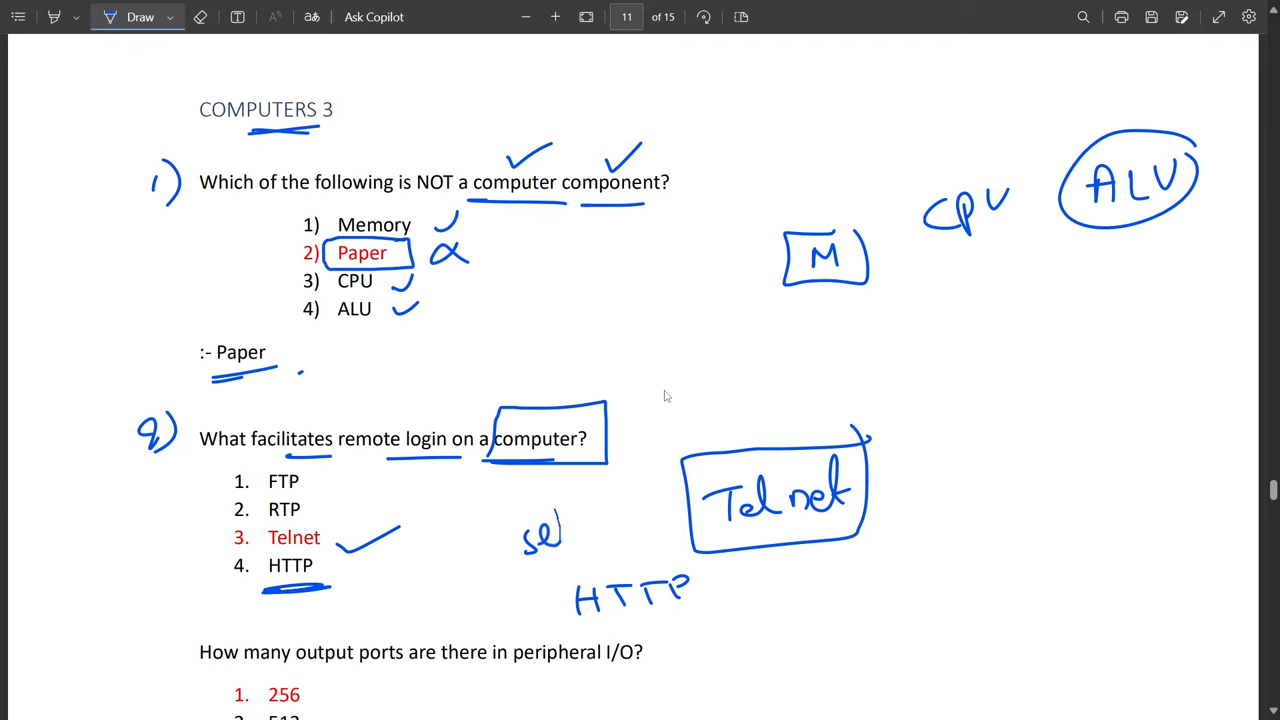 Draw
Ask Copilot
11 of 15
COMPUTERS 3
1) Which of the following is NOT a computer component?
1) Memory
2) Paper
3) CPU
4) ALU
M
CPU
ALU
:- Paper
What facilitates remote login on a computer?
1. FTP
2. RTP
3. Telnet
4. HTTP
Telnet
HTTP
How many output ports are there in peripheral I/O?
1. 256